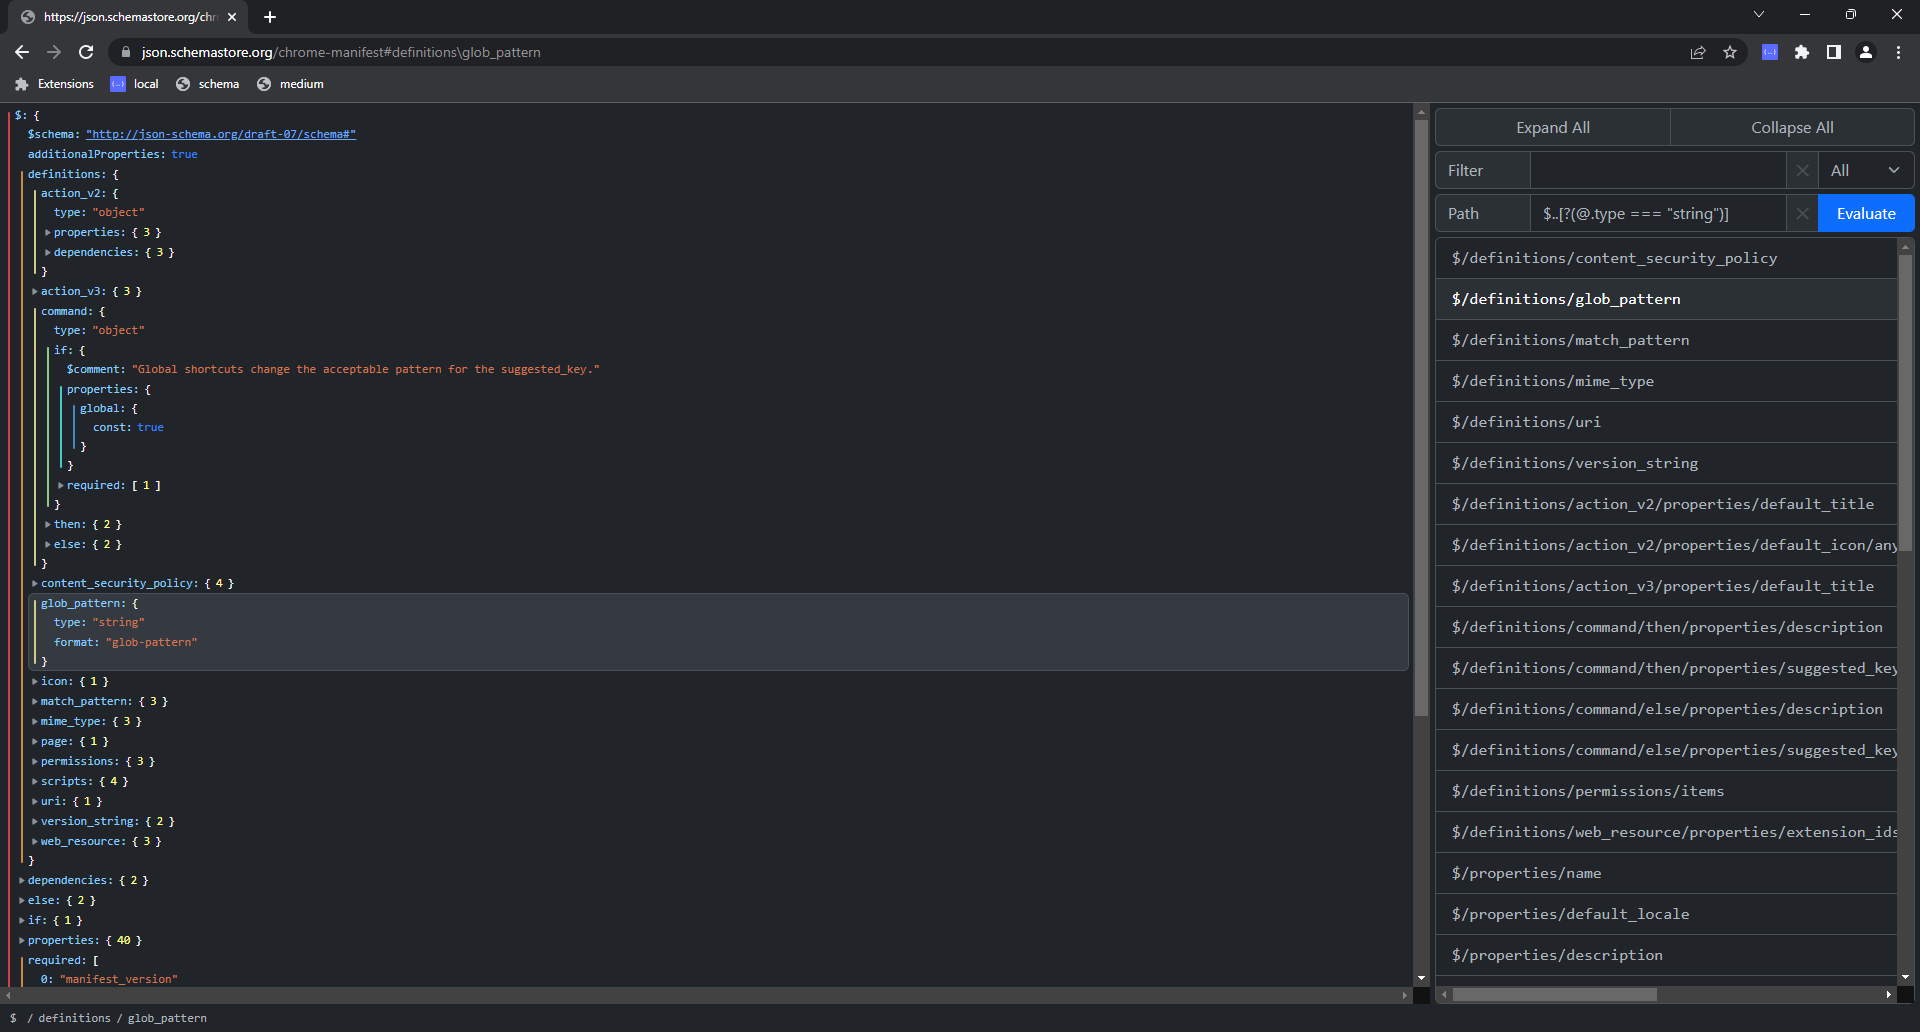 https://json.schemastore.org/chr
json.schemastore.org/chrome-manifest#definitions\glob_pattern
Extensions local schema medium
$: {
$schema: "http://json-schema.org/draft-07/schema#"
additionalProperties: true
definitions: {
action_v2: {
type: "object"
properties: { 3 }
dependencies: { 3 }
}
action_v3: { 3 }
command: {
type: "object"
if: {
$comment: "Global shortcuts change the acceptable pattern for the suggested_key."
properties: {
global: {
const: true
}
}
required: [ 1 ]
}
then: { 2 }
else: { 2 }
}
content_security_policy: { 4 }
glob_pattern: {
type: "string"
format: "glob-pattern"
}
icon: { 1 }
match_pattern: { 3 }
mime_type: { 3 }
page: { 1 }
permissions: { 3 }
scripts: { 4 }
uri: { 1 }
version_string: { 2 }
web_resource: { 3 }
}
dependencies: { 2 }
else: { 2 }
if: { 1 }
properties: { 40 }
required: [
0: "manifest_version"
$ / definitions / glob_pattern
Expand All Collapse All
Filter All
Path $..[?(@.type === "string")] Evaluate
$/definitions/content_security_policy
$/definitions/glob_pattern
$/definitions/match_pattern
$/definitions/mime_type
$/definitions/uri
$/definitions/version_string
$/definitions/action_v2/properties/default_title
$/definitions/action_v2/properties/default_icon/any
$/definitions/action_v3/properties/default_title
$/definitions/command/then/properties/description
$/definitions/command/then/properties/suggested_key
$/definitions/command/else/properties/description
$/definitions/command/else/properties/suggested_key
$/definitions/permissions/items
$/definitions/web_resource/properties/extension_ids
$/properties/name
$/properties/default_locale
$/properties/description